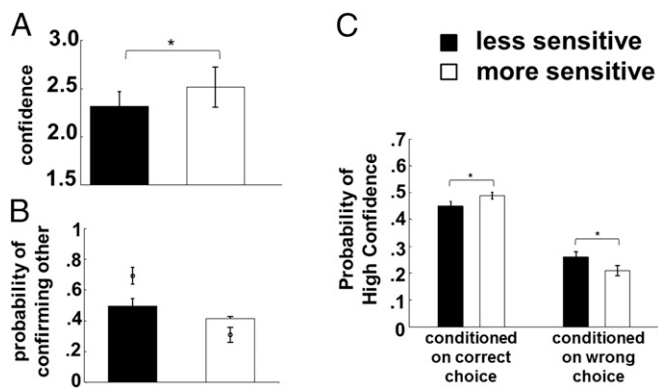 A
*
3.0
2.5
2.0
1.5
confidence
B
1
.8
.6
.4
.2
0
probability of
confirming other
C
less sensitive
more sensitive
.7
.6
.5
.4
.3
.2
.1
0
Probability of
High Confidence
*
*
conditioned
on correct
choice
conditioned
on wrong
choice